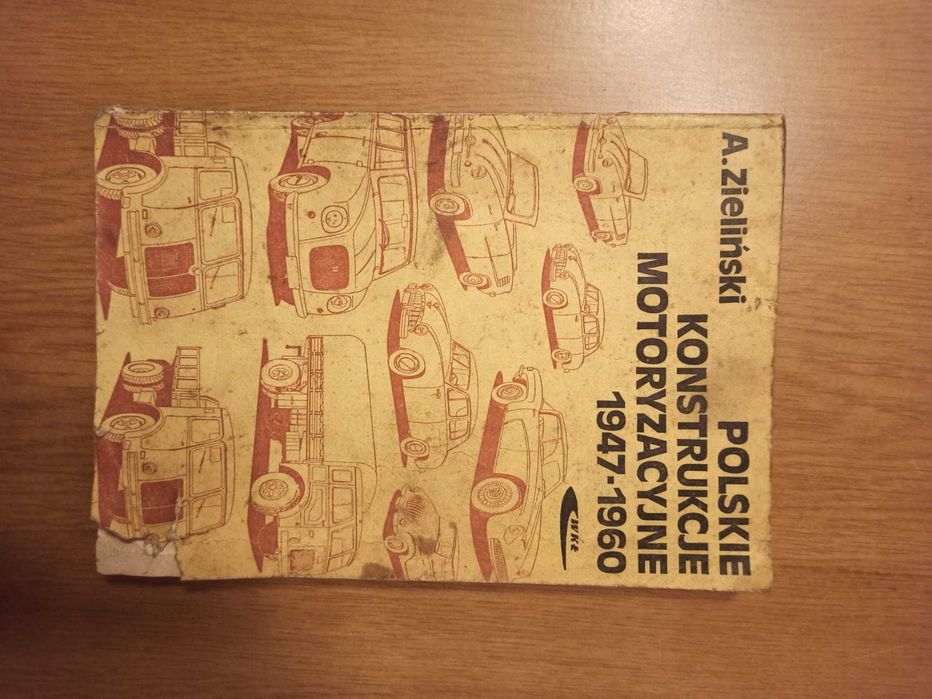 A. Zieliński
POLSKIE
KONSTRUKCJE
MOTORYZACYJNE
1947-1960
WKŁ